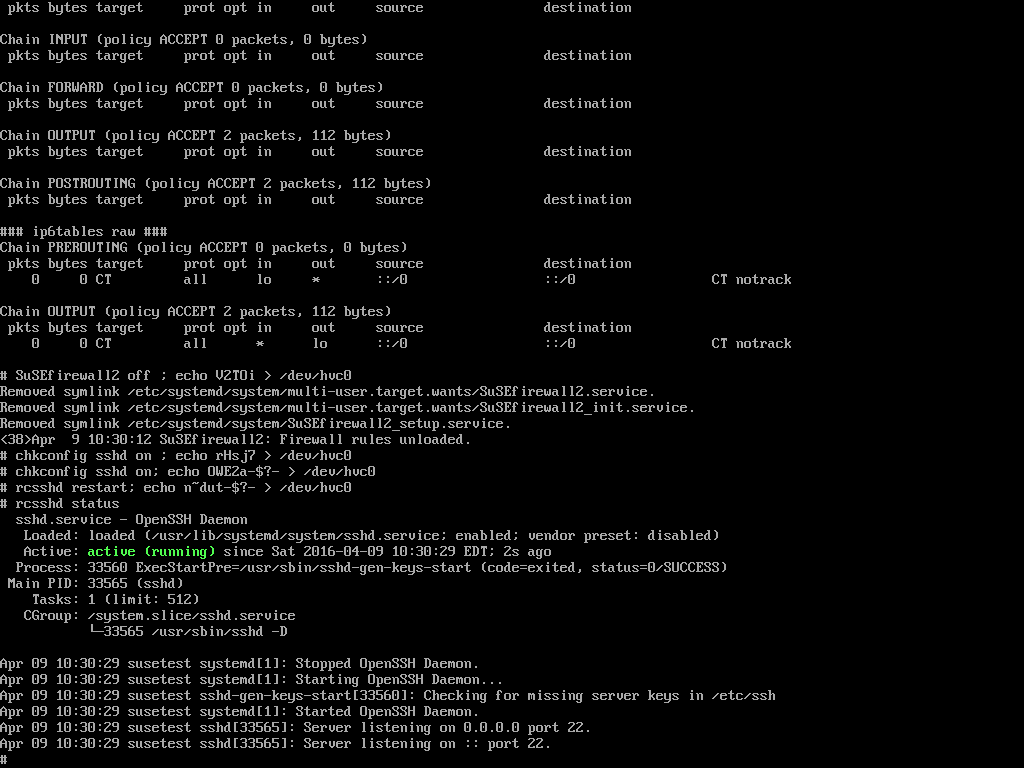 pkts bytes target     prot opt in     out     source               destination

Chain INPUT (policy ACCEPT 0 packets, 0 bytes)
 pkts bytes target     prot opt in     out     source               destination

Chain FORWARD (policy ACCEPT 0 packets, 0 bytes)
 pkts bytes target     prot opt in     out     source               destination

Chain OUTPUT (policy ACCEPT 2 packets, 112 bytes)
 pkts bytes target     prot opt in     out     source               destination

Chain POSTROUTING (policy ACCEPT 2 packets, 112 bytes)
 pkts bytes target     prot opt in     out     source               destination

### ip6tables raw ###
Chain PREROUTING (policy ACCEPT 0 packets, 0 bytes)
 pkts bytes target     prot opt in     out     source               destination
    0     0 CT         all      lo     *       ::/0                 ::/0                 CT notrack

Chain OUTPUT (policy ACCEPT 2 packets, 112 bytes)
 pkts bytes target     prot opt in     out     source               destination
    0     0 CT         all      *      lo      ::/0                 ::/0                 CT notrack

# SuSEfirewall2 off ; echo V2TOi > /dev/hvc0
Removed symlink /etc/systemd/system/multi-user.target.wants/SuSEfirewall2.service.
Removed symlink /etc/systemd/system/multi-user.target.wants/SuSEfirewall2_init.service.
Removed symlink /etc/systemd/system/SuSEfirewall2_setup.service.
<38>Apr  9 10:30:12 SuSEfirewall2: Firewall rules unloaded.
# chkconfig sshd on ; echo rHsj7 > /dev/hvc0
# chkconfig sshd on; echo OWE2a-$?- > /dev/hvc0
# rcsshd restart; echo n~dut-$?- > /dev/hvc0
# rcsshd status
  sshd.service - OpenSSH Daemon
   Loaded: loaded (/usr/lib/systemd/system/sshd.service; enabled; vendor preset: disabled)
   Active: active (running) since Sat 2016-04-09 10:30:29 EDT; 2s ago
  Process: 33560 ExecStartPre=/usr/sbin/sshd-gen-keys-start (code=exited, status=0/SUCCESS)
 Main PID: 33565 (sshd)
    Tasks: 1 (limit: 512)
   CGroup: /system.slice/sshd.service
           └─33565 /usr/sbin/sshd -D

Apr 09 10:30:29 susetest systemd[1]: Stopped OpenSSH Daemon.
Apr 09 10:30:29 susetest systemd[1]: Starting OpenSSH Daemon...
Apr 09 10:30:29 susetest sshd-gen-keys-start[33560]: Checking for missing server keys in /etc/ssh
Apr 09 10:30:29 susetest systemd[1]: Started OpenSSH Daemon.
Apr 09 10:30:29 susetest sshd[33565]: Server listening on 0.0.0.0 port 22.
Apr 09 10:30:29 susetest sshd[33565]: Server listening on :: port 22.
#